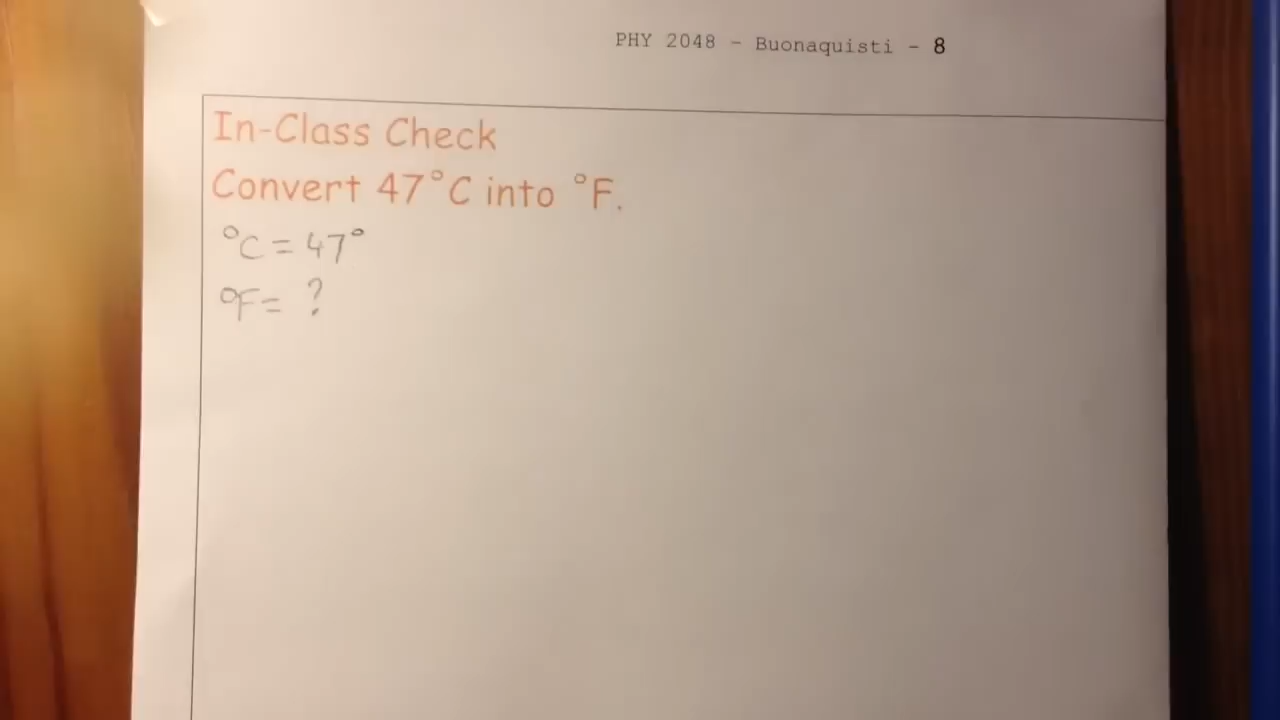 PHY 2048 - Buonaquisti - 8
In-Class Check
Convert 47°C into °F.
°C = 47°
°F = ?